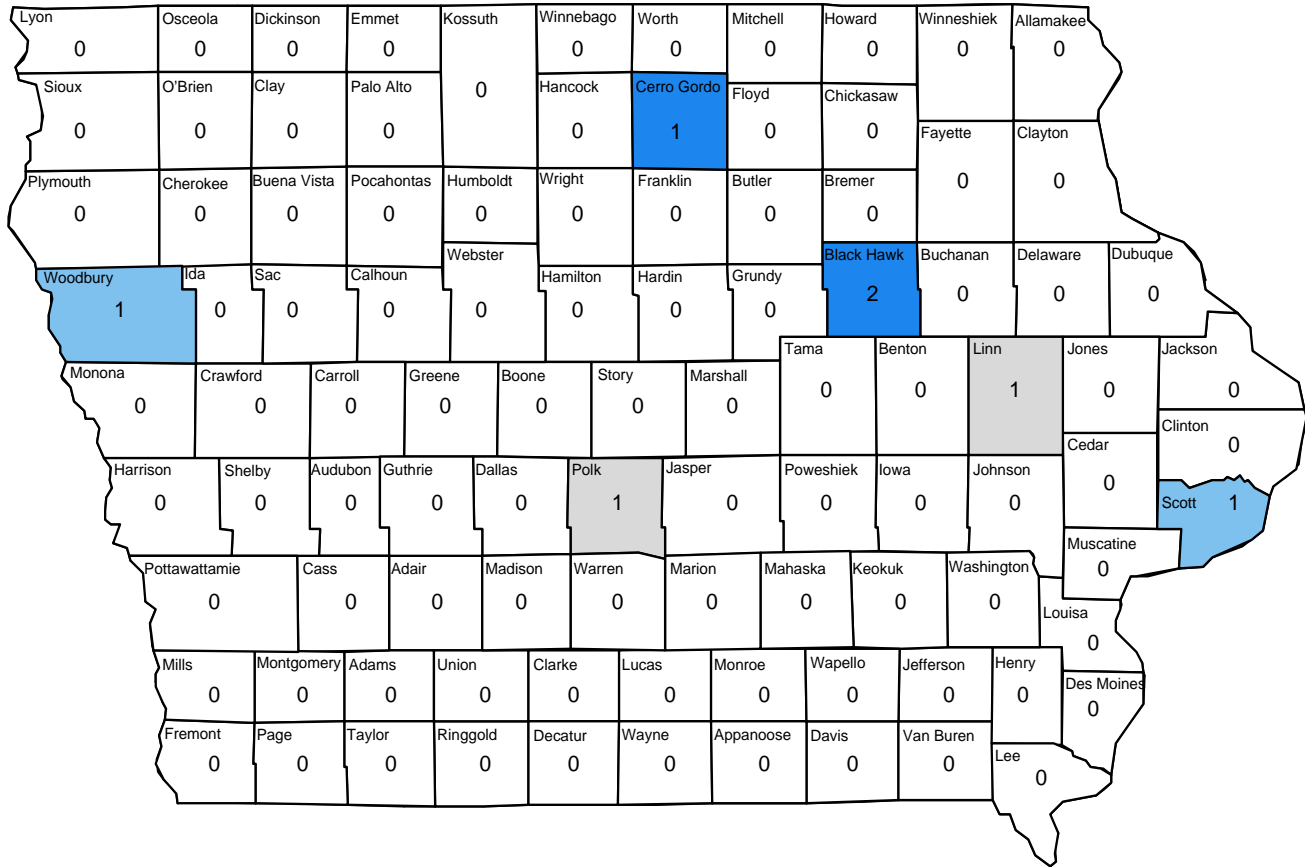 Lyon
0
Osceola
0
Dickinson
0
Emmet
0
Kossuth
0
Winnebago
0
Worth
0
Mitchell
0
Howard
0
Winneshiek
0
Allamakee
0
Sioux
0
O'Brien
0
Clay
0
Palo Alto
0
Hancock
0
Cerro Gordo
1
Floyd
0
Chickasaw
0
Fayette
0
Clayton
0
Plymouth
0
Cherokee
0
Buena Vista
0
Pocahontas
0
Humboldt
0
Wright
0
Franklin
0
Butler
0
Bremer
0
Woodbury
1
Ida
0
Sac
0
Calhoun
0
Webster
0
Hamilton
0
Hardin
0
Grundy
0
Black Hawk
2
Buchanan
0
Delaware
0
Dubuque
0
Monona
0
Crawford
0
Carroll
0
Greene
0
Boone
0
Story
0
Marshall
0
Tama
0
Benton
0
Linn
1
Jones
0
Jackson
0
Clinton
0
Cedar
0
Harrison
0
Shelby
0
Audubon
0
Guthrie
0
Dallas
0
Polk
1
Jasper
0
Poweshiek
0
Iowa
0
Johnson
0
Scott
1
Muscatine
0
Pottawattamie
0
Cass
0
Adair
0
Madison
0
Warren
0
Marion
0
Mahaska
0
Keokuk
0
Washington
0
Louisa
0
Mills
0
Montgomery
0
Adams
0
Union
0
Clarke
0
Lucas
0
Monroe
0
Wapello
0
Jefferson
0
Henry
0
Des Moines
0
Fremont
0
Page
0
Taylor
0
Ringgold
0
Decatur
0
Wayne
0
Appanoose
0
Davis
0
Van Buren
0
Lee
0